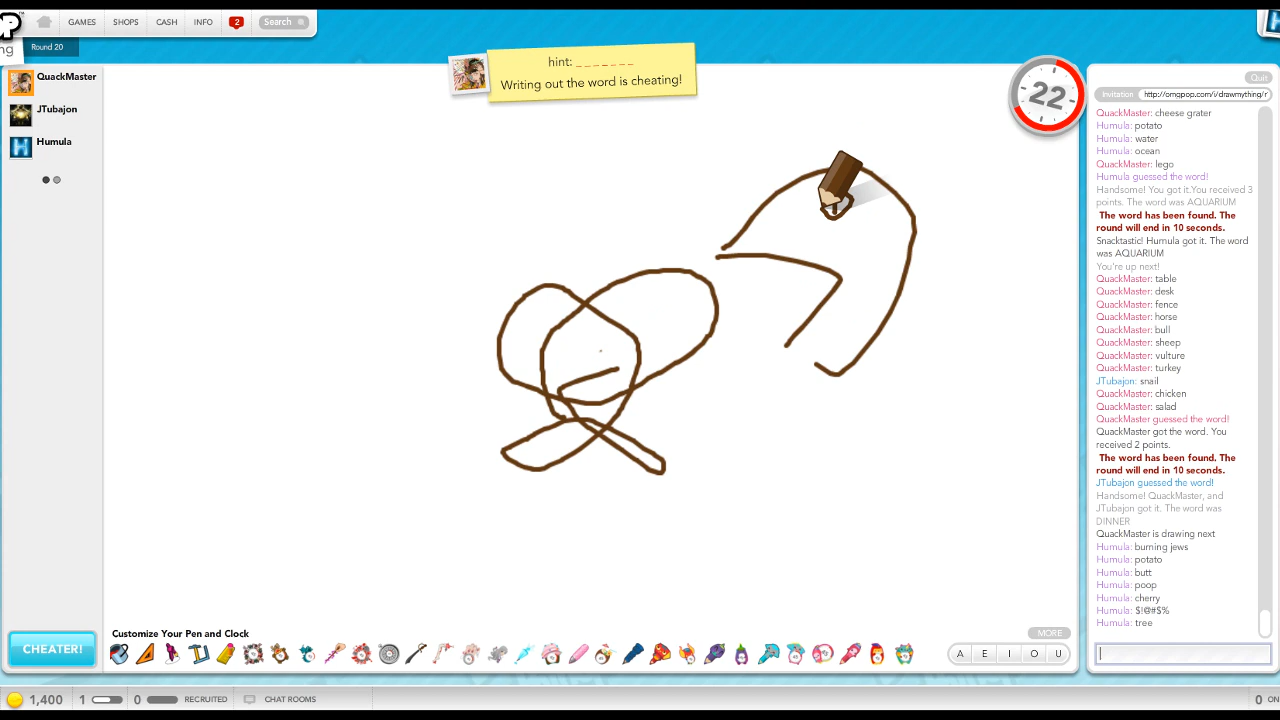 GAMES SHOPS CASH INFO 2 Search
Round 20
QuackMaster
JTubajon
Humula
hint: _ _ _ _ _ _ _
Writing out the word is cheating!
22
Quit
Invitation http://omgpop.com/i/drawmything/r
QuackMaster: cheese grater
Humula: potato
Humula: water
Humula: ocean
QuackMaster: lego
Humula guessed the word!
Handsome! You got it.You received 3
points. The word was AQUARIUM
The word has been found. The
round will end in 10 seconds.
Snacktastic! Humula got it. The word
was AQUARIUM
You're up next!
QuackMaster: table
QuackMaster: desk
QuackMaster: fence
QuackMaster: horse
QuackMaster: bull
QuackMaster: sheep
QuackMaster: vulture
QuackMaster: turkey
JTubajon: snail
QuackMaster: chicken
QuackMaster: salad
QuackMaster guessed the word!
QuackMaster got the word. You
received 2 points.
The word has been found. The
round will end in 10 seconds.
JTubajon guessed the word!
Handsome! QuackMaster, and
JTubajon got it. The word was
DINNER
QuackMaster is drawing next
Humula: burning jews
Humula: potato
Humula: butt
Humula: poop
Humula: cherry
Humula: $!@#$%
Humula: tree
Customize Your Pen and Clock
MORE
A E I O U
CHEATER!
1,400 1 0 RECRUITED CHAT ROOMS 0 ON